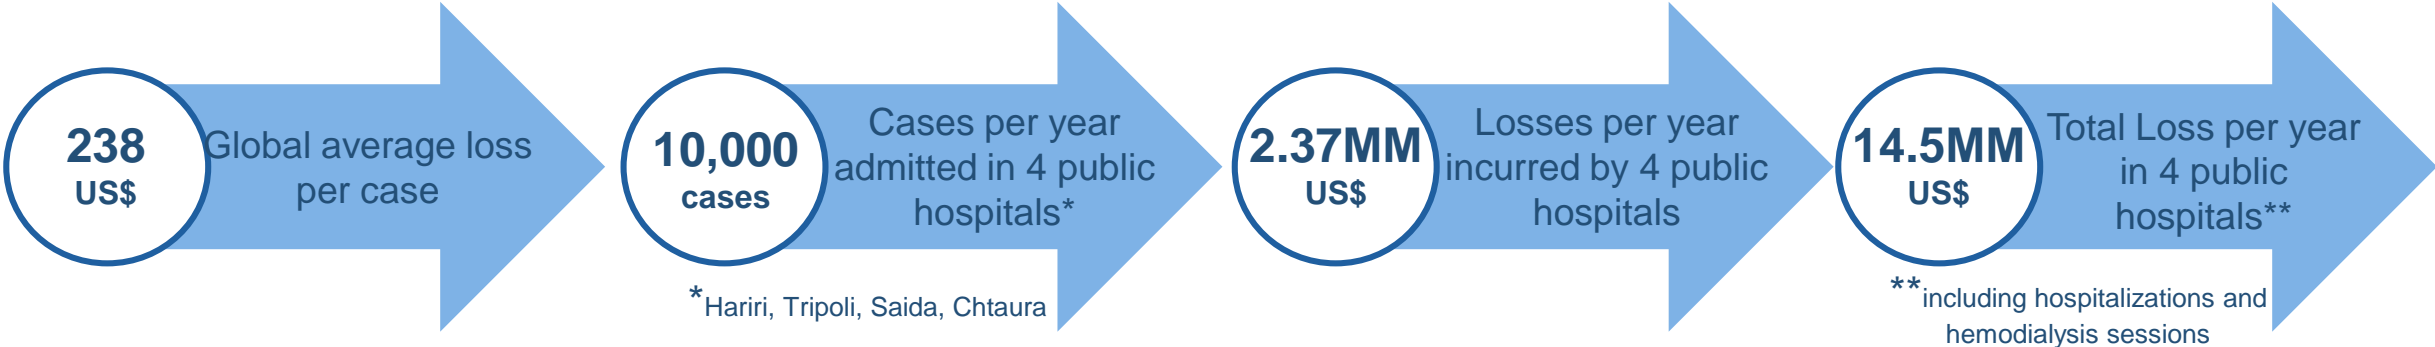 238
US$
Global average loss
per case
10,000
cases
Cases per year
admitted in 4 public
hospitals*
*Hariri, Tripoli, Saida, Chtaura
2.37MM
US$
Losses per year
incurred by 4 public
hospitals
14.5MM
US$
Total Loss per year
in 4 public
hospitals**
**including hospitalizations and
hemodialysis sessions